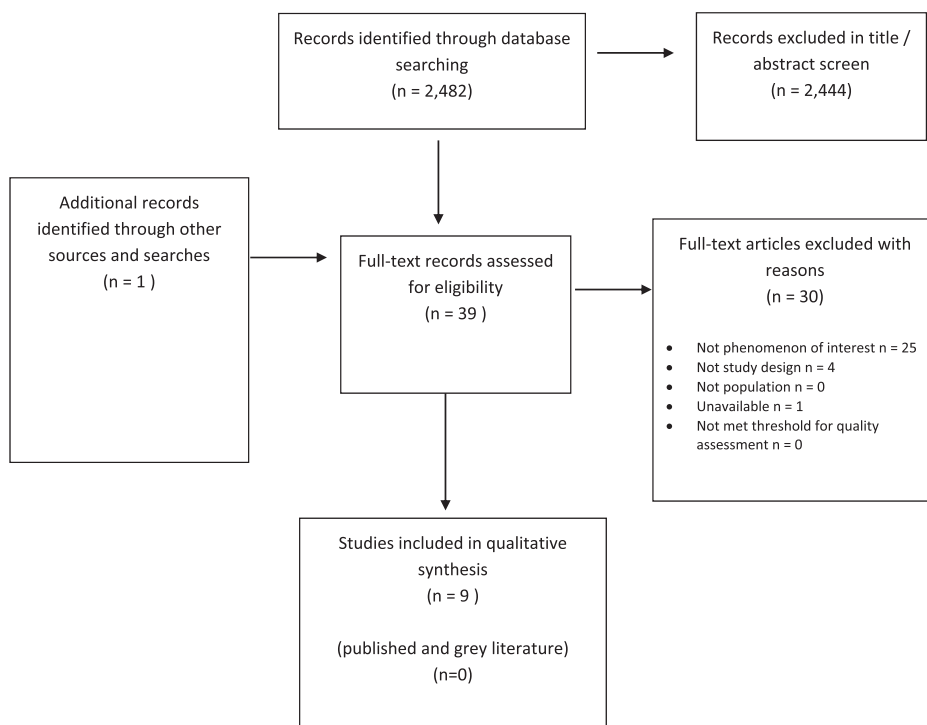 Records identified through database
searching
(n = 2,482)
Records excluded in title /
abstract screen
(n = 2,444)
Additional records
identified through other
sources and searches
(n = 1 )
Full-text records assessed
for eligibility
(n = 39 )
Full-text articles excluded with
reasons
(n = 30)
• Not phenomenon of interest n = 25
• Not study design n = 4
• Not population n = 0
• Unavailable n = 1
• Not met threshold for quality
assessment n = 0
Studies included in qualitative
synthesis
(n = 9 )
(published and grey literature)
(n=0)